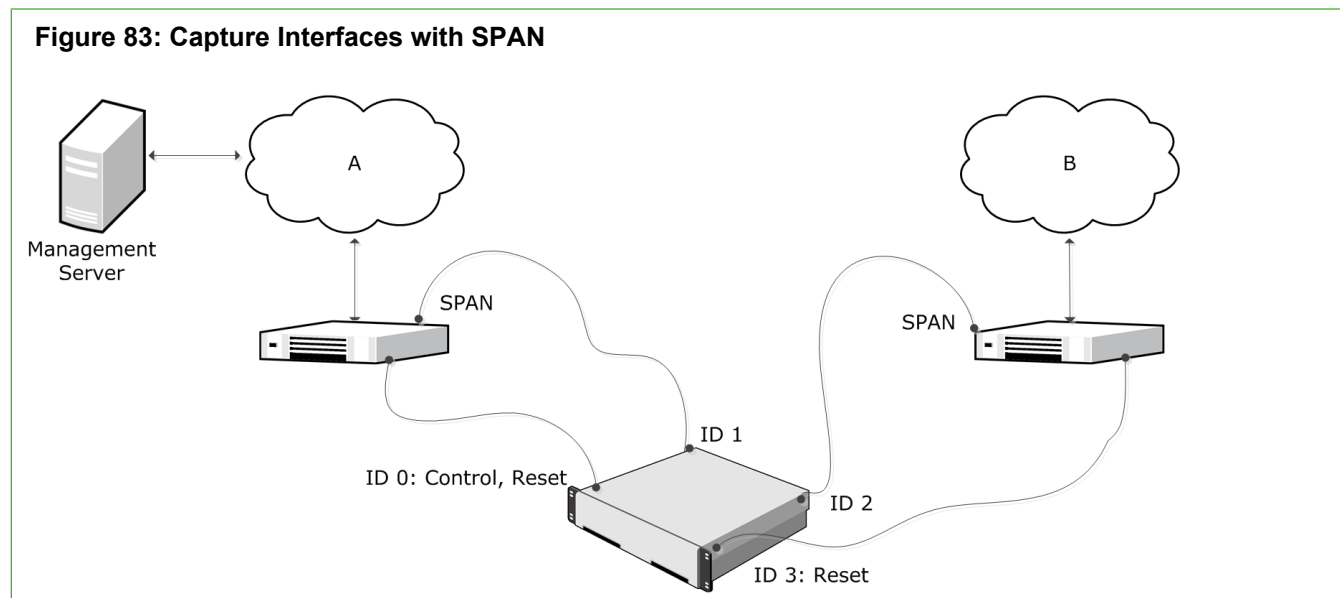 Figure 83: Capture Interfaces with SPAN
A
B
Management
Server
SPAN
SPAN
ID 1
ID 0: Control, Reset
ID 2
ID 3: Reset